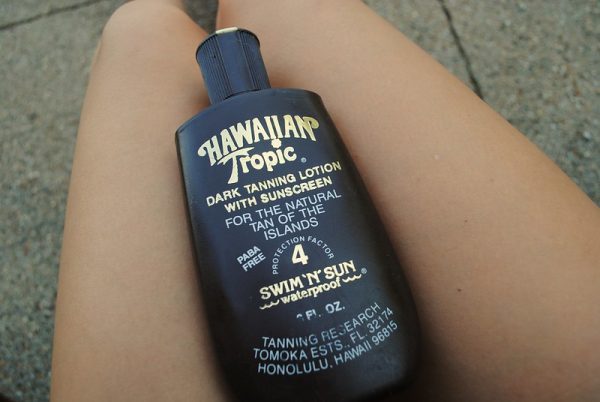 HAWAIIAN
Tropic ®
DARK TANNING LOTION
WITH SUNSCREEN
FOR THE NATURAL
TAN OF THE
ISLANDS
PABA
FREE
PROTECTION FACTOR
4
SWIM 'N' SUN
waterproof ®
FL. OZ.
TANNING RESEARCH
TOMOKA ESTS., FL. 32174
HONOLULU, HAWAII 96815